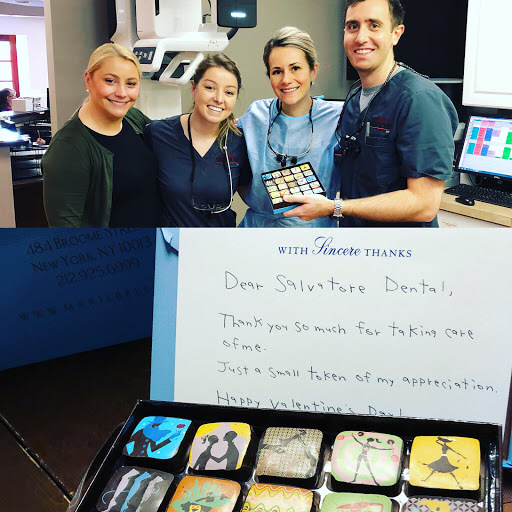 484 BROOME STREET
NEW YORK, NY 10013
212.925.6999
WITH Sincere THANKS
Dear Salvatore Dental,
Thank you so much for taking care
of me.
Just a small token of my appreciation.
Happy Valentine's Day!